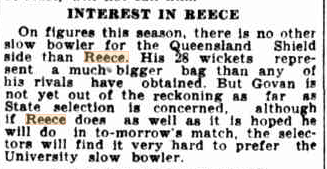 INTEREST IN REECE
On figures this season, there is no other
slow bowler for the Queensland Shield
side than Reece. His 28 wickets repre-
sent a much bigger bag than any of
his rivals have obtained. But Govan is
not yet out of the reckoning as far as
State selection is concerned, although
if Reece does as well as it is hoped he
will do in to-morrow's match, the selec-
tors will find it very hard to prefer the
University slow bowler.